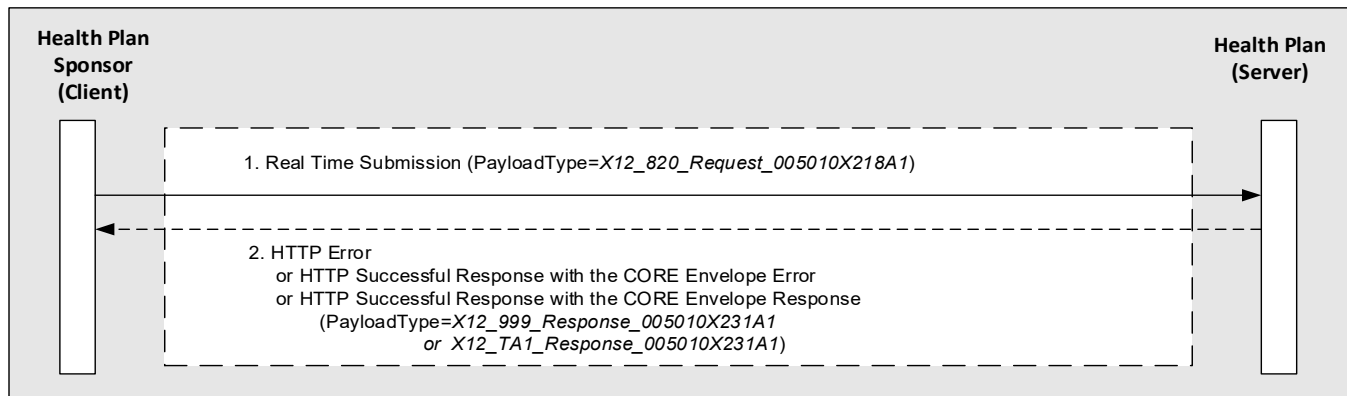 Health Plan
Sponsor
(Client)
Health Plan
(Server)
1. Real Time Submission (PayloadType=X12_820_Request_005010X218A1)
2. HTTP Error
or HTTP Successful Response with the CORE Envelope Error
or HTTP Successful Response with the CORE Envelope Response
(PayloadType=X12_999_Response_005010X231A1
or X12_TA1_Response_005010X231A1)